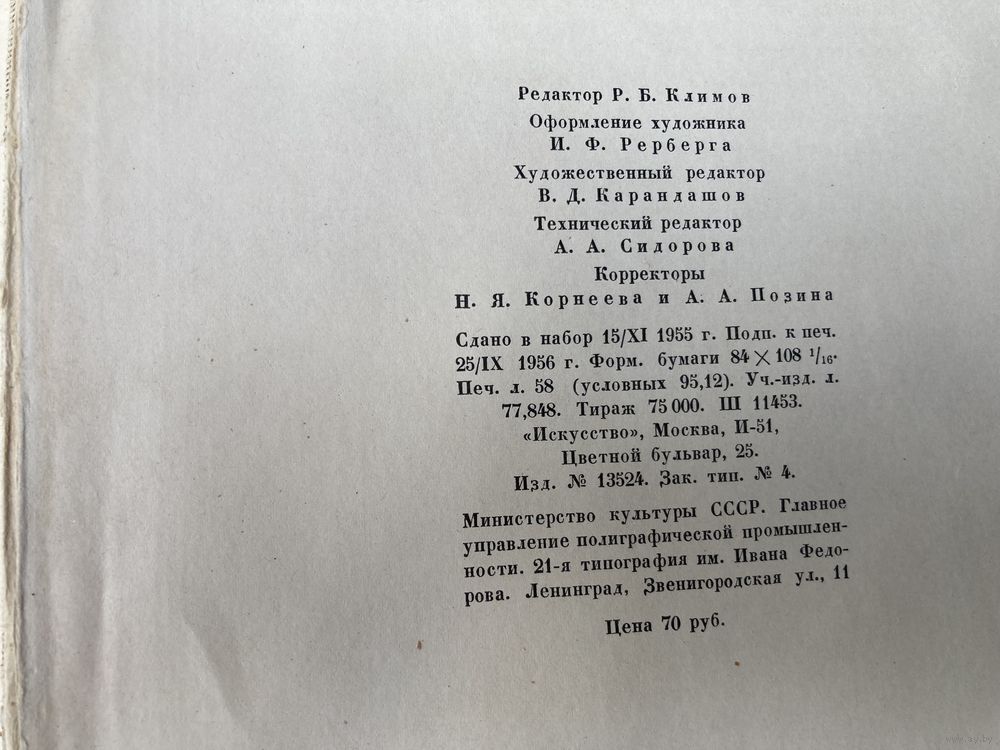 Редактор Р. Б. Климов
Оформление художника
И. Ф. Рерберга
Художественный редактор
В. Д. Карандашов
Технический редактор
А. А. Сидорова
Корректоры
Н. Я. Корнеева и А. А. Позина
Сдано в набор 15/XI 1955 г. Подп. к печ.
25/IX 1956 г. Форм. бумаги 84×108 1/16.
Печ. л. 58 (условных 95,12). Уч.-изд. л.
77,848. Тираж 75 000. Ш 11453.
«Искусство», Москва, И-51,
Цветной бульвар, 25.
Изд. № 13524. Зак. тип. № 4.
Министерство культуры СССР. Главное
управление полиграфической промышлен-
ности. 21-я типография им. Ивана Федо-
рова. Ленинград, Звенигородская ул., 11
Цена 70 руб.
www.ay.by